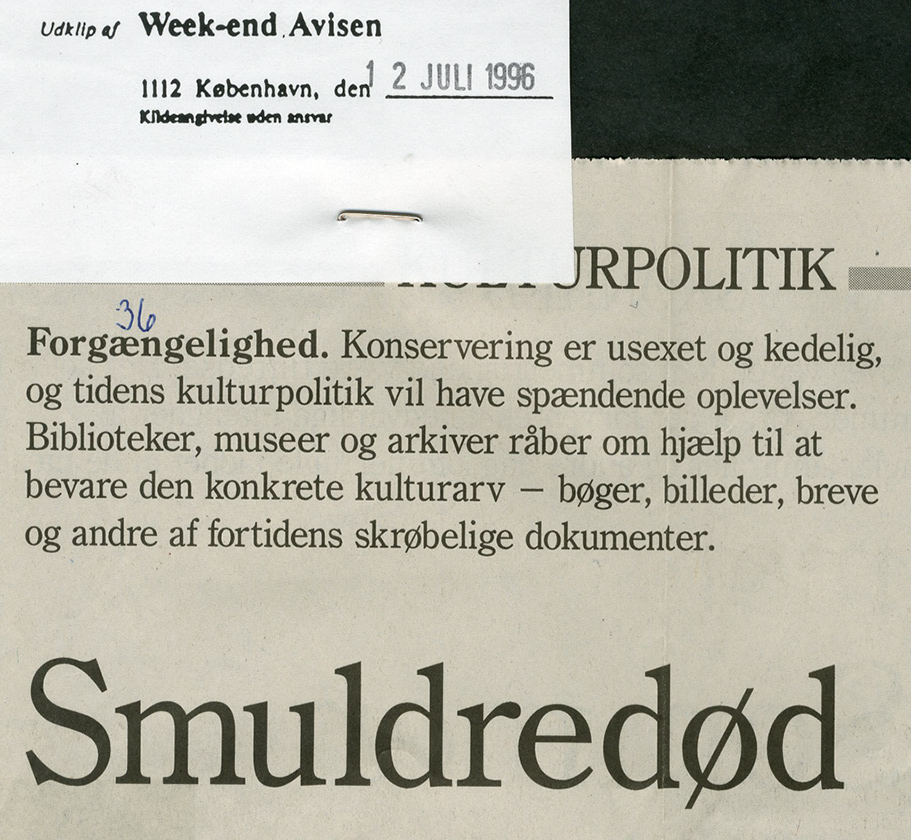 Udklip af Week-end Avisen
1112 København, den 12 JULI 1996
Kildeangivelse uden ansvar
KULTURPOLITIK
36
Forgængelighed. Konservering er usexet og kedelig,
og tidens kulturpolitik vil have spændende oplevelser.
Biblioteker, museer og arkiver råber om hjælp til at
bevare den konkrete kulturarv – bøger, billeder, breve
og andre af fortidens skrøbelige dokumenter.
Smuldredød